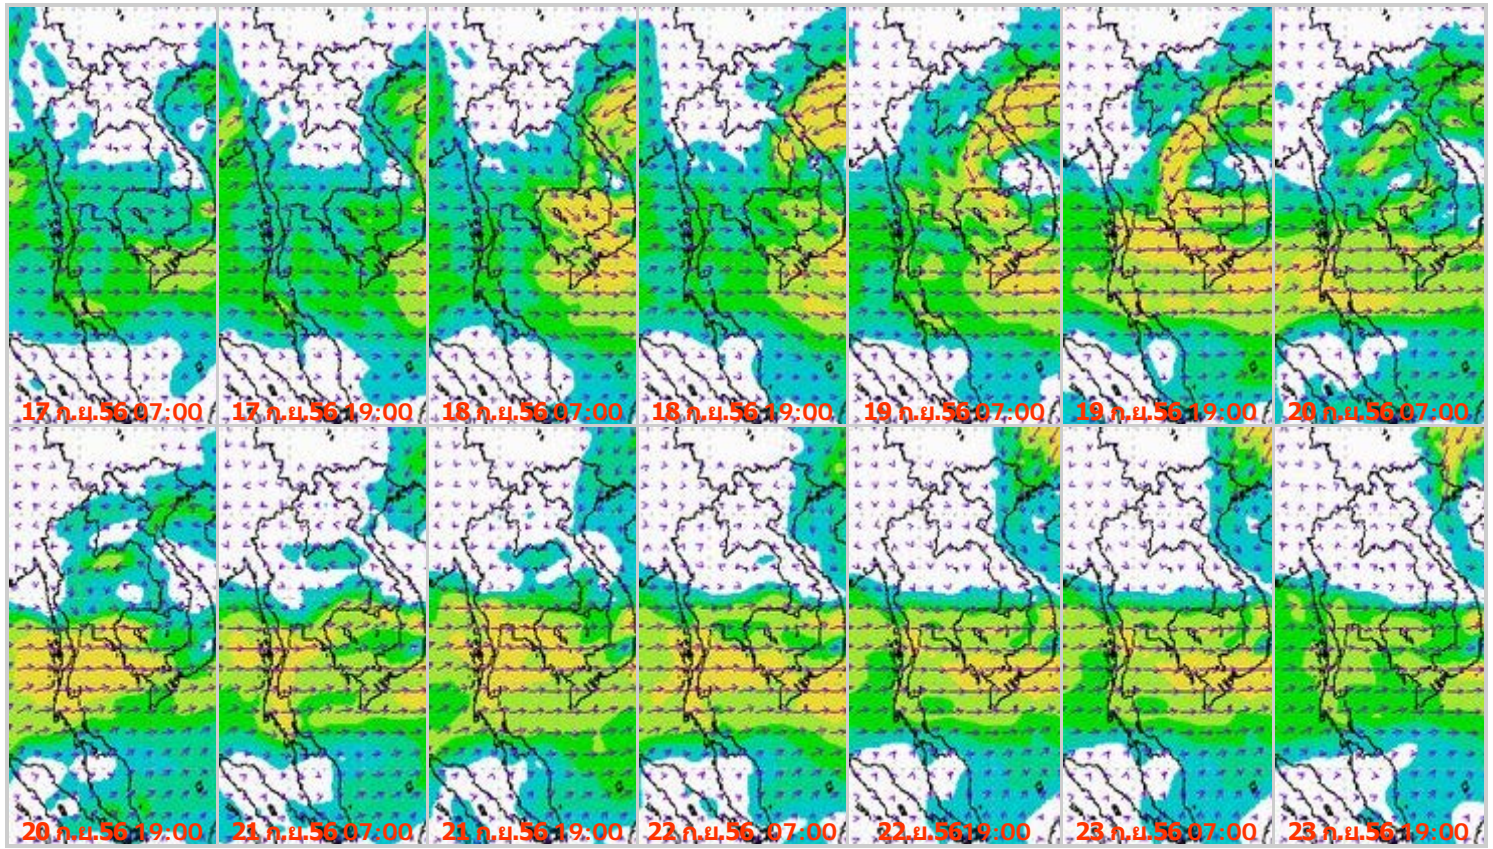 17 ก.ย.56 07:00
17 ก.ย.56 19:00
18 ก.ย.56 07:00
18 ก.ย.56 19:00
19 ก.ย.56 07:00
19 ก.ย.56 19:00
20 ก.ย.56 07:00
20 ก.ย.56 19:00
21 ก.ย.56 07:00
21 ก.ย.56 19:00
22 ก.ย.56 07:00
22 ก.ย.56 19:00
23 ก.ย.56 07:00
23 ก.ย.56 19:00